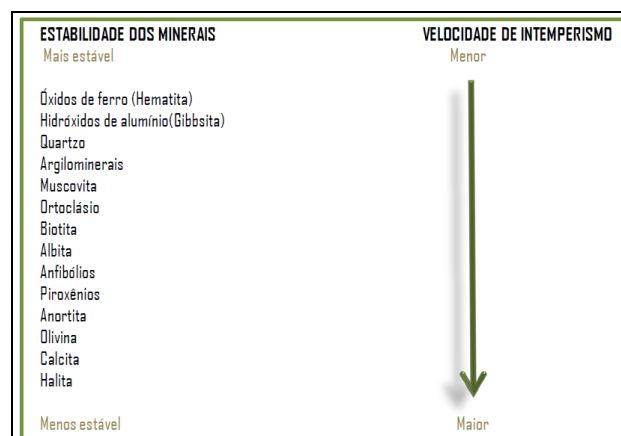 ESTABILIDADE DOS MINERAIS VELOCIDADE DE INTEMPERISMO
Mais estável Menor
Óxidos de ferro (Hematita)
Hidróxidos de alumínio(Gibbsita)
Quartzo
Argilominerais
Muscovita
Ortoclásio
Biotita
Albita
Anfibólios
Piroxênios
Anortita
Olivina
Calcita
Halita
Menos estável Maior